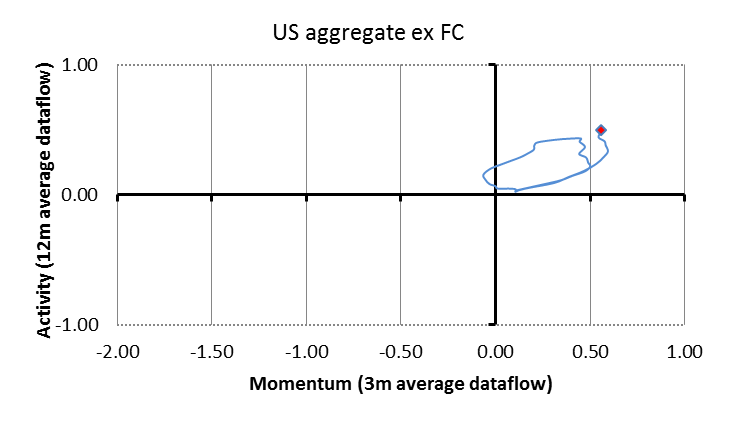 US aggregate ex FC
Activity (12m average dataflow)
1.00
0.00
-1.00
-2.00 -1.50 -1.00 -0.50 0.00 0.50 1.00
Momentum (3m average dataflow)